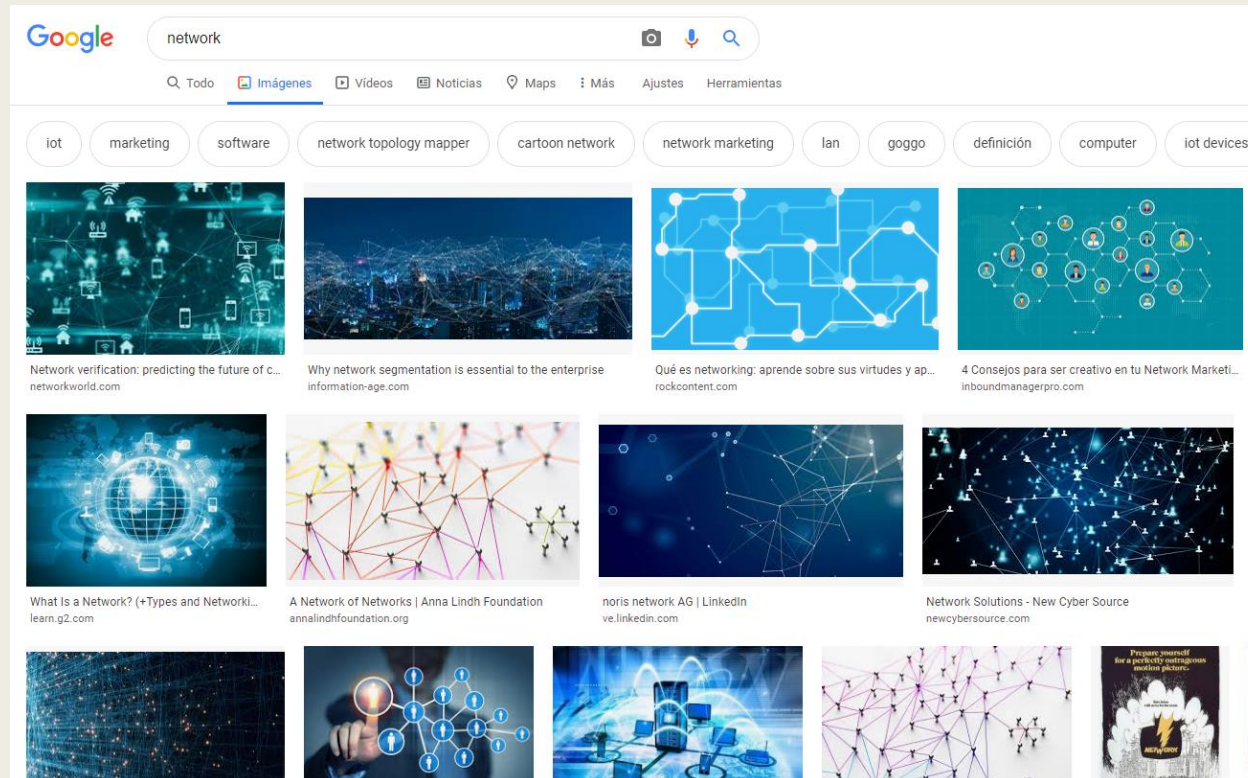 Google
network
Todo
Imágenes
Vídeos
Noticias
Maps
Más
Ajustes
Herramientas
iot
marketing
software
network topology mapper
cartoon network
network marketing
lan
goggo
definición
computer
iot devices
Network verification: predicting the future of c...
networkworld.com
Why network segmentation is essential to the enterprise
information-age.com
Qué es networking: aprende sobre sus virtudes y ap...
rockcontent.com
4 Consejos para ser creativo en tu Network Marketi...
inboundmanagerpro.com
What Is a Network? (+Types and Networki...
learn.g2.com
A Network of Networks | Anna Lindh Foundation
annalindhfoundation.org
noris network AG | LinkedIn
ve.linkedin.com
Network Solutions - New Cyber Source
newcybersource.com
Prepare yourself
for a perfectly outrageous
motion picture.
NETWORK